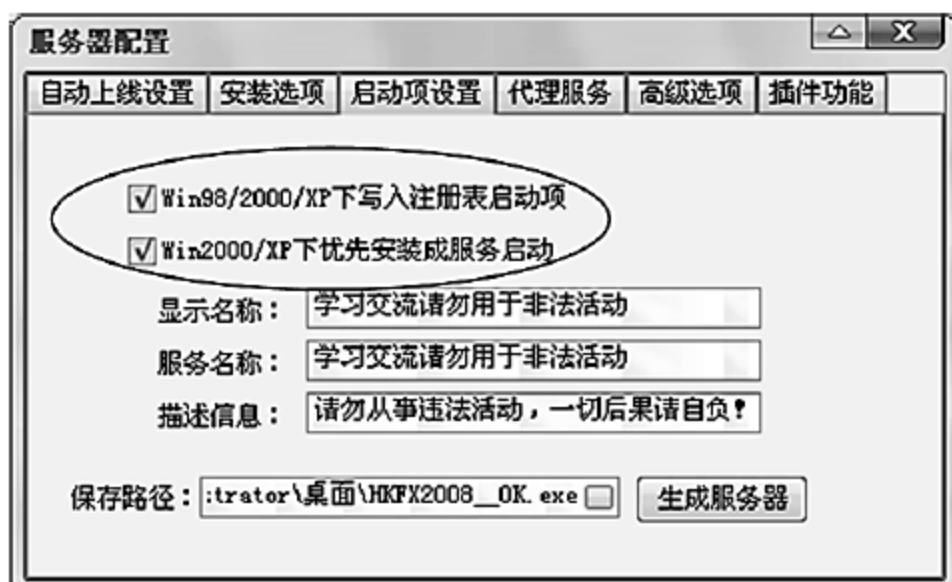 服务器配置
自动上线设置 安装选项 启动项设置 代理服务 高级选项 插件功能
Win98/2000/XP下写入注册表启动项
Win2000/XP下优先安装成服务启动
显示名称： 学习交流请勿用于非法活动
服务名称： 学习交流请勿用于非法活动
描述信息： 请勿从事违法活动，一切后果请自负！
保存路径： :trator\桌面\HKFX2008__OK.exe 生成服务器